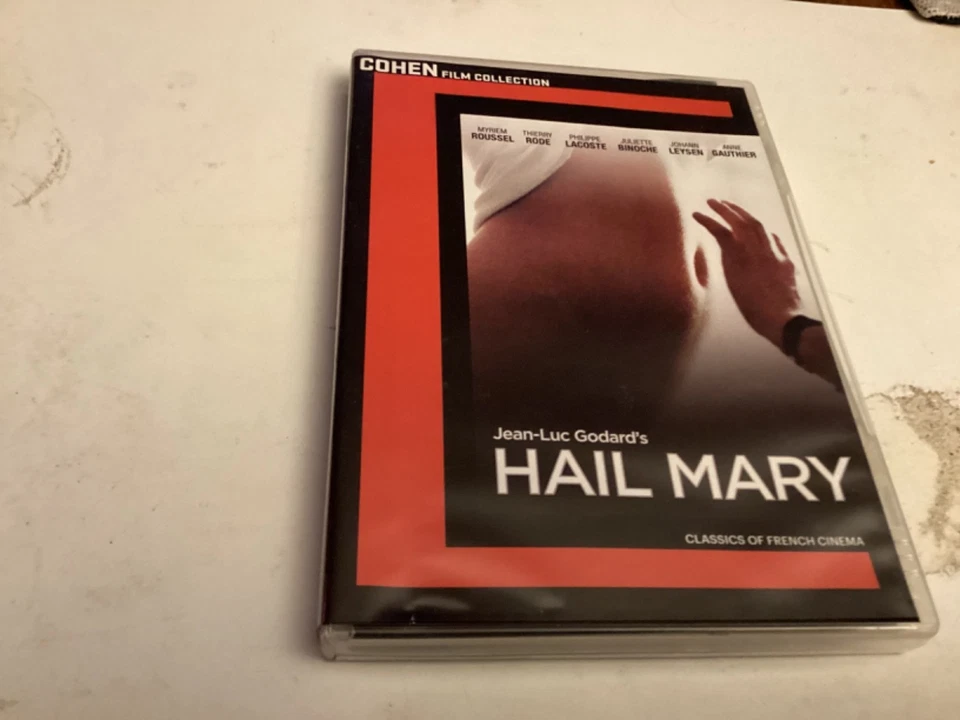 COHEN FILM COLLECTION
MYRIEM ROUSSEL
THIERRY RODE
PHILIPPE LACOSTE
JULIETTE BINOCHE
JOHANN LEYSEN
ANNE GAUTHIER
Jean-Luc Godard's
HAIL MARY
CLASSICS OF FRENCH CINEMA